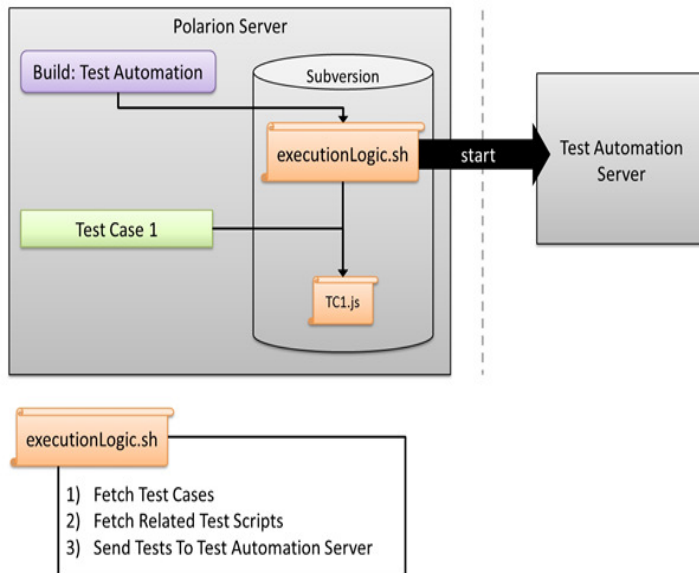 Polarion Server
Build: Test Automation
Subversion
executionLogic.sh
start
Test Automation
Server
Test Case 1
TC1.js
executionLogic.sh
1) Fetch Test Cases
2) Fetch Related Test Scripts
3) Send Tests To Test Automation Server